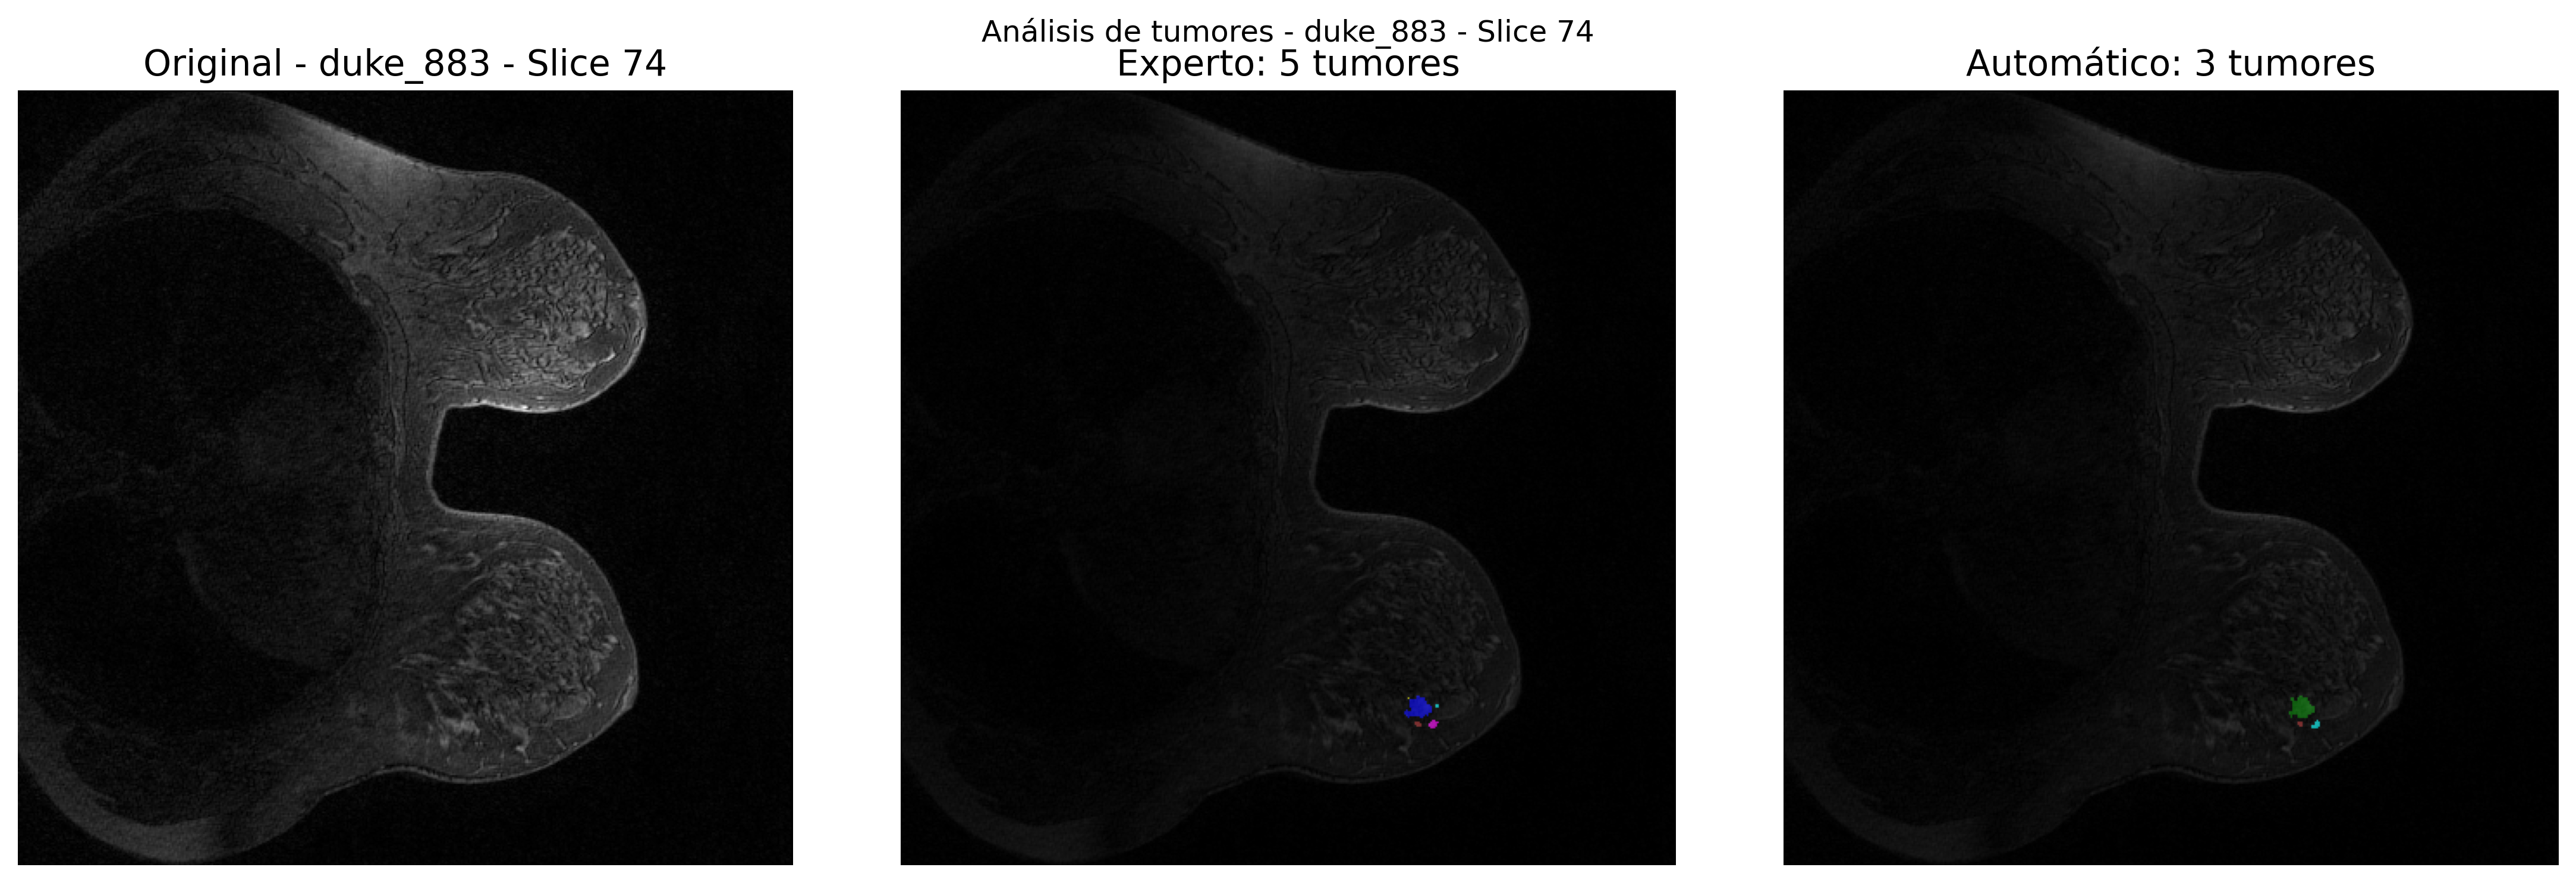 Análisis de tumores - duke_883 - Slice 74
Original - duke_883 - Slice 74
Experto: 5 tumores
Automático: 3 tumores